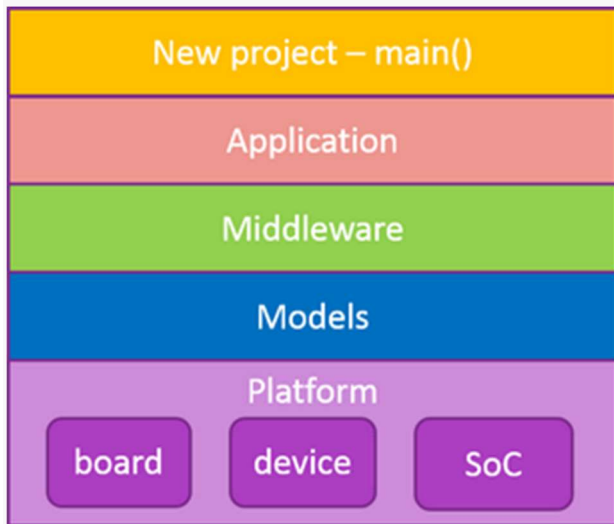 New project – main()
Application
Middleware
Models
Platform
board device SoC